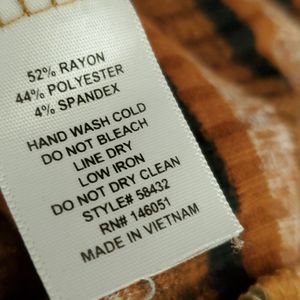 52% RAYON
44% POLYESTER
4% SPANDEX
HAND WASH COLD
DO NOT BLEACH
LINE DRY
LOW IRON
DO NOT DRY CLEAN
STYLE# 58432
RN# 146051
MADE IN VIETNAM